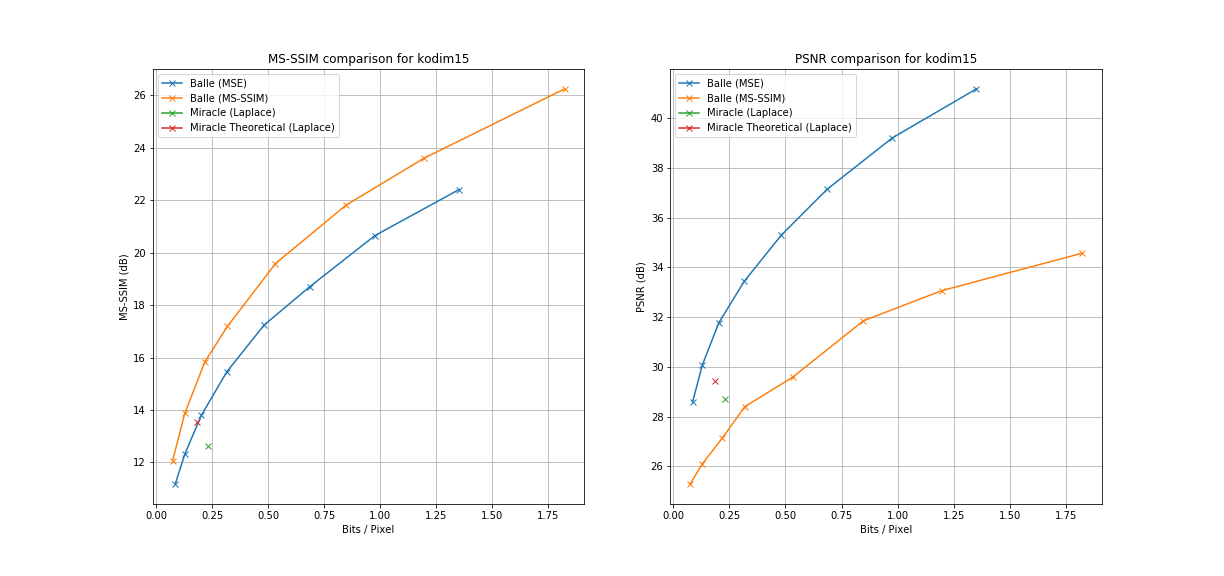 MS-SSIM comparison for kodim15
Balle (MSE)
Balle (MS-SSIM)
Miracle (Laplace)
Miracle Theoretical (Laplace)
MS-SSIM (dB)
26
24
22
20
18
16
14
12
0.00 0.25 0.50 0.75 1.00 1.25 1.50 1.75
Bits / Pixel
PSNR comparison for kodim15
Balle (MSE)
Balle (MS-SSIM)
Miracle (Laplace)
Miracle Theoretical (Laplace)
PSNR (dB)
40
38
36
34
32
30
28
26
0.00 0.25 0.50 0.75 1.00 1.25 1.50 1.75
Bits / Pixel